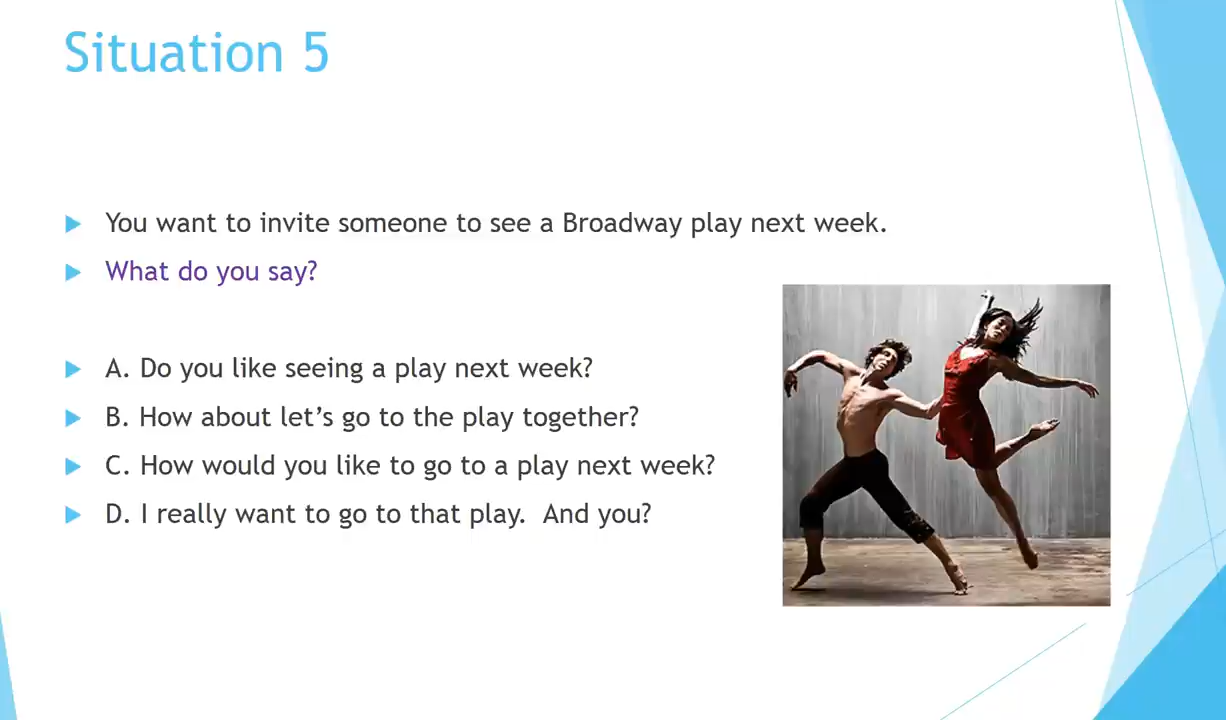 Situation 5
You want to invite someone to see a Broadway play next week.
What do you say?
A. Do you like seeing a play next week?
B. How about let's go to the play together?
C. How would you like to go to a play next week?
D. I really want to go to that play.  And you?